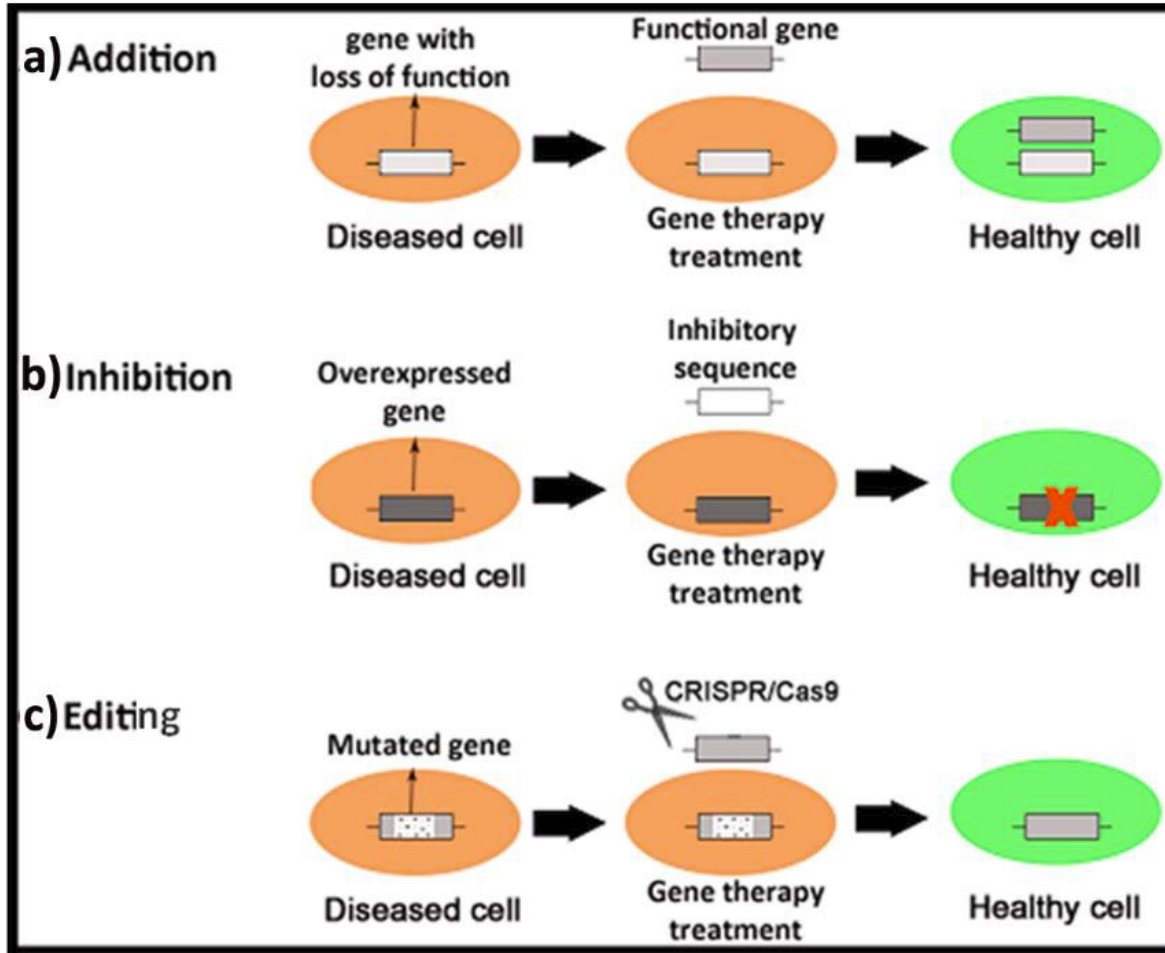 a) Addition
gene with
loss of function
Functional gene
Diseased cell
Gene therapy
treatment
Healthy cell
b) Inhibition
Overexpressed
gene
Inhibitory
sequence
Diseased cell
Gene therapy
treatment
Healthy cell
c) Editing
Mutated gene
CRISPR/Cas9
Diseased cell
Gene therapy
treatment
Healthy cell